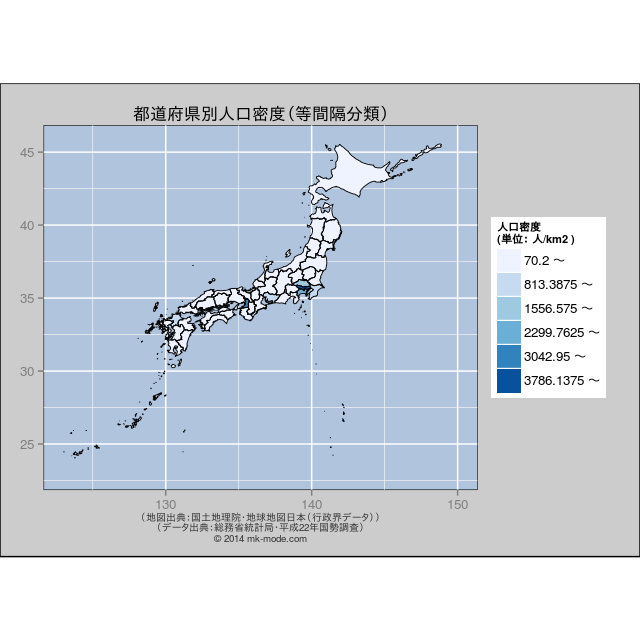 都道府県別人口密度（等間隔分類）
45
40
35
30
25
130
140
150
人口密度
(単位： 人/km2 )
70.2 ～
813.3875 ～
1556.575 ～
2299.7625 ～
3042.95 ～
3786.1375 ～
（地図出典：国土地理院・地球地図日本（行政界データ））
（データ出典：総務省統計局・平成22年国勢調査）
© 2014 mk-mode.com